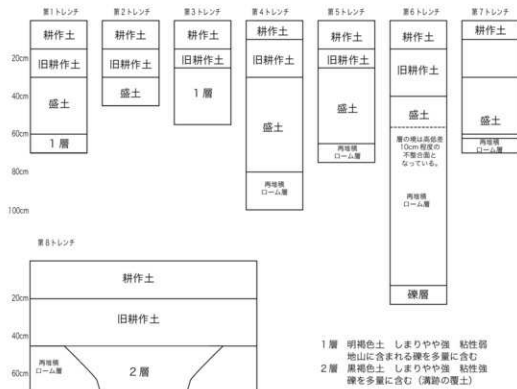 第1トレンチ 第2トレンチ 第3トレンチ 第4トレンチ 第5トレンチ 第6トレンチ 第7トレンチ
耕作土 耕作土 耕作土 耕作土 耕作土 耕作土 耕作土
20cm 旧耕作土 旧耕作土 旧耕作土 旧耕作土 旧耕作土 旧耕作土
40cm 盛土 盛土 1層 盛土 盛土 盛土 盛土
60cm 1層
層の境は高低差
10cm程度の
不整合面と
なっている。
再堆積
ローム層
再堆積
ローム層
80cm 再堆積
ローム層
再堆積
ローム層
100cm
礫層
第8トレンチ
耕作土
20cm
旧耕作土
40cm
再堆積
ローム層
2層
60cm
1層 明褐色土 しまりやや強 粘性弱
地山に含まれる礫を多量に含む
2層 黒褐色土 しまりやや強 粘性強
礫を多量に含む(溝跡の覆土)